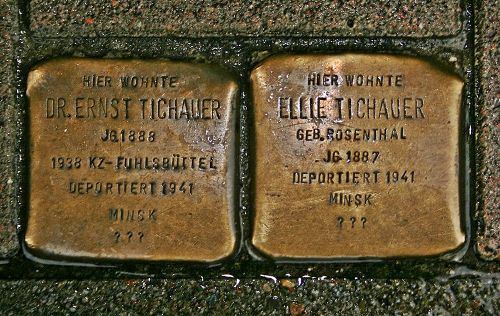 HIER WOHNTE
DR. ERNST TICHAUER
JG. 1888
1938 KZ-FUHLSBÜTTEL
DEPORTIERT 1941
MINSK
???
HIER WOHNTE
ELLIE TICHAUER
GEB. ROSENTHAL
JG. 1887
DEPORTIERT 1941
MINSK
???